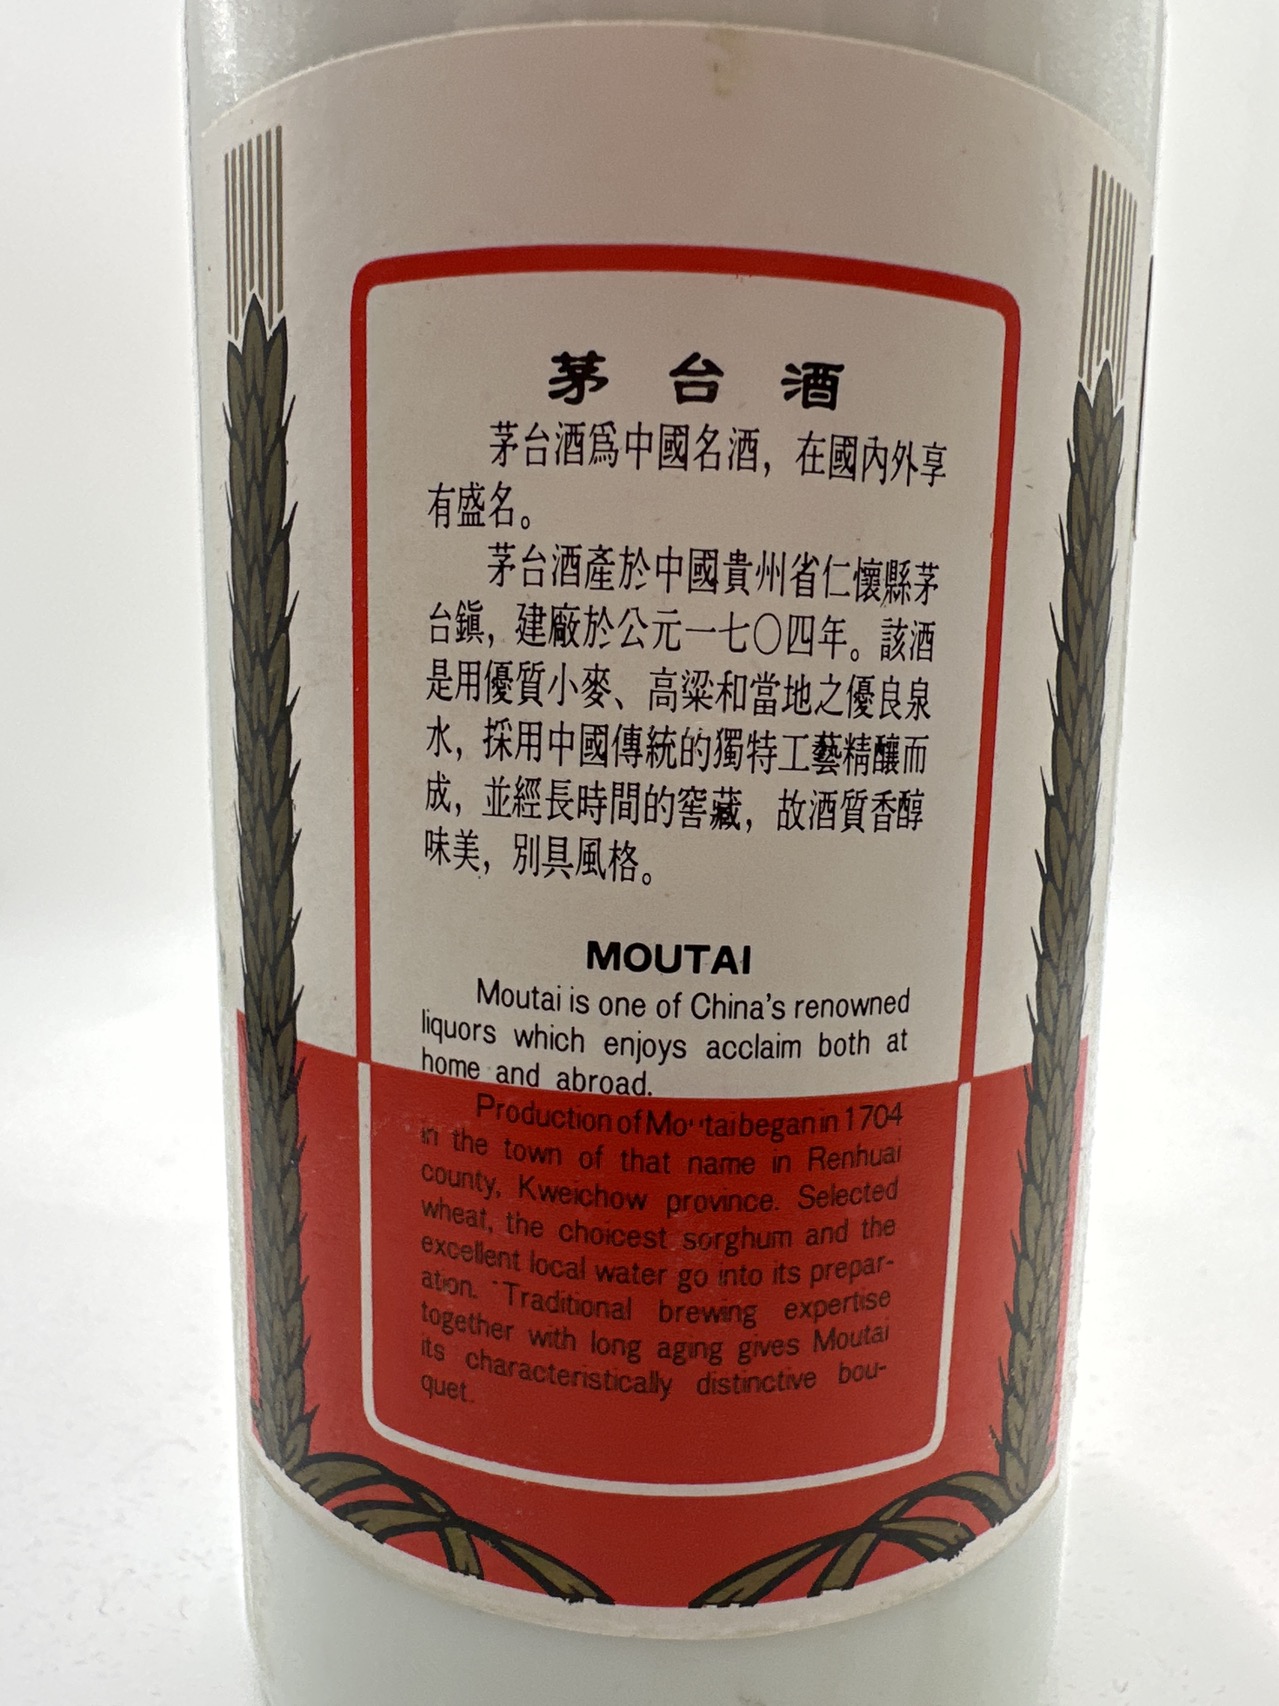 茅台酒
茅台酒爲中國名酒，在國內外享
有盛名。
茅台酒產於中國貴州省仁懷縣茅
台鎭，建廠於公元一七〇四年。該酒
是用優質小麥、高粱和當地之優良泉
水，採用中國傳統的獨特工藝精釀而
成，並經長時間的窖藏，故酒質香醇
味美，別具風格。
MOUTAI
Moutai is one of China's renowned
liquors which enjoys acclaim both at
home and abroad.
Production of Moutai began in 1704
in the town of that name in Renhuai
county, Kweichow province. Selected
wheat, the choicest sorghum and the
excellent local water go into its prepar-
ation. Traditional brewing expertise
together with long aging gives Moutai
its characteristically distinctive bou-
quet.